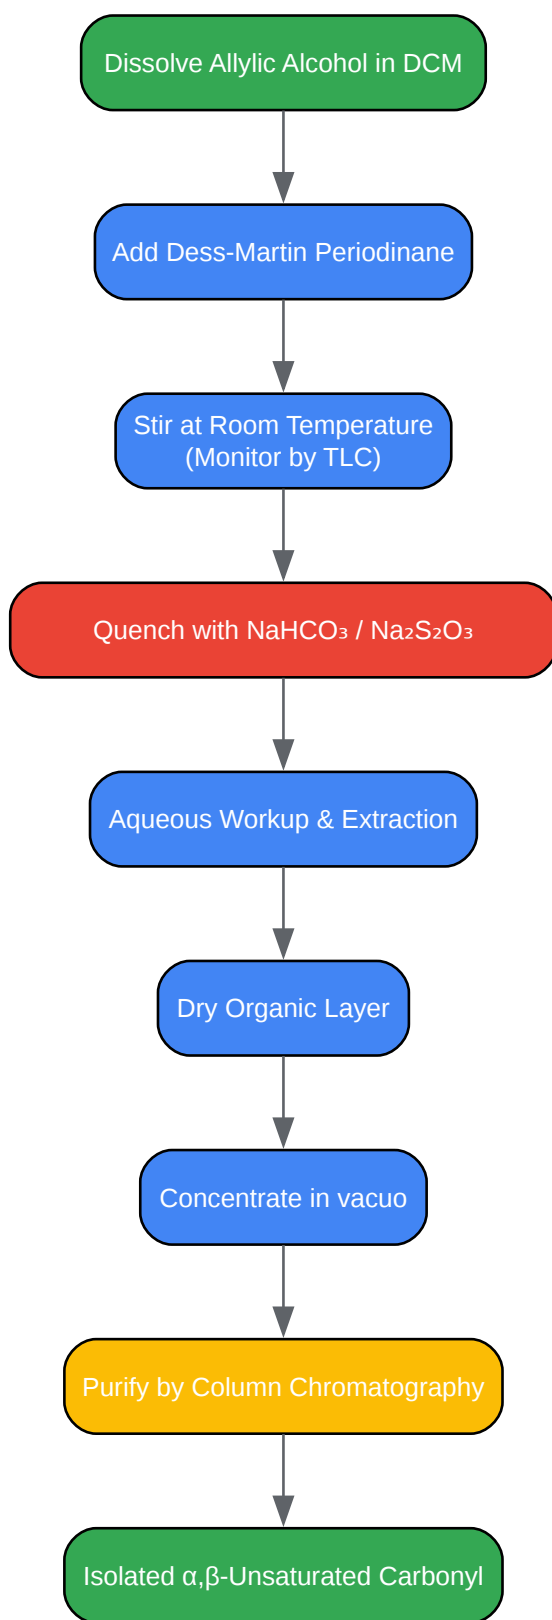 Dissolve Allylic Alcohol in DCM
Add Dess-Martin Periodinane
Stir at Room Temperature
(Monitor by TLC)
Quench with NaHCO₃ / Na₂S₂O₃
Aqueous Workup & Extraction
Dry Organic Layer
Concentrate in vacuo
Purify by Column Chromatography
Isolated α,β-Unsaturated Carbonyl